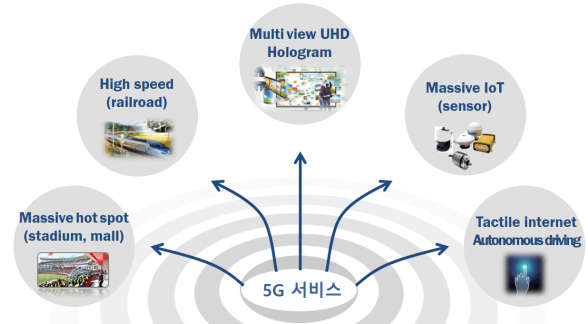 Multi view UHD
Hologram
High speed
(railroad)
Massive IoT
(sensor)
Massive hot spot
(stadium, mall)
Tactile internet
Autonomous driving
5G 서비스